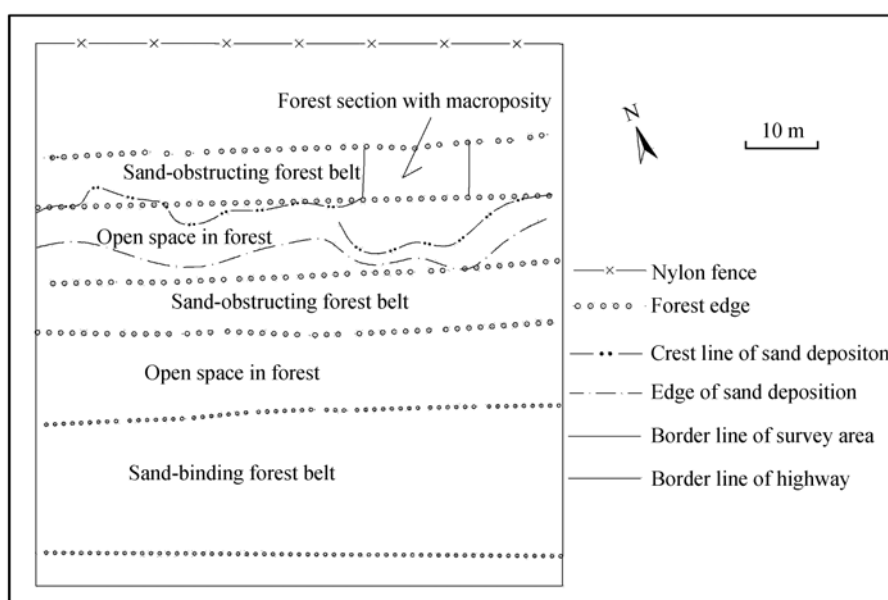 Forest section with macroposity
N
10 m
Sand-obstructing forest belt
Open space in forest
Sand-obstructing forest belt
Open space in forest
Sand-binding forest belt
Nylon fence
Forest edge
Crest line of sand depositon
Edge of sand deposition
Border line of survey area
Border line of highway